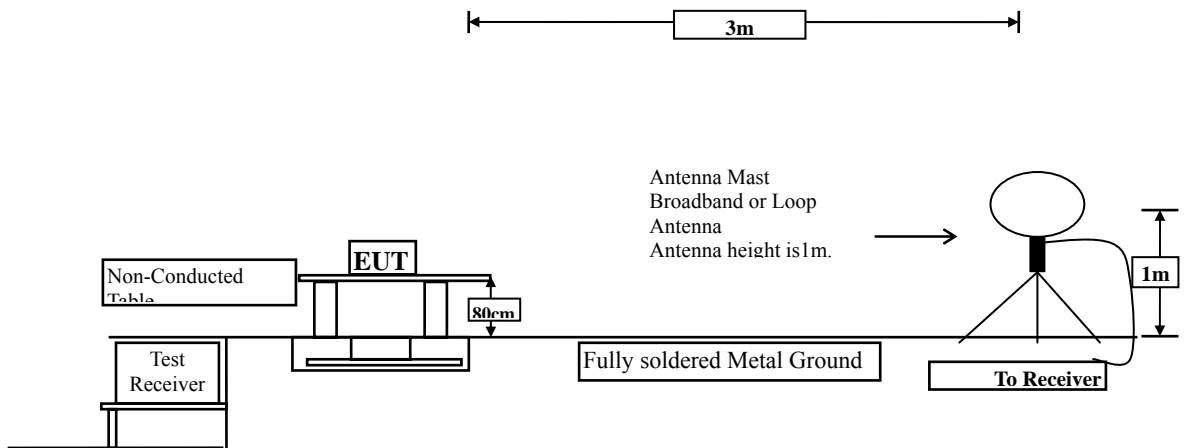 3m
Antenna Mast
Broadband or Loop
Antenna
Antenna height is1m.
EUT
Non-Conducted
Table
80cm
1m
Test
Receiver
Fully soldered Metal Ground
To Receiver